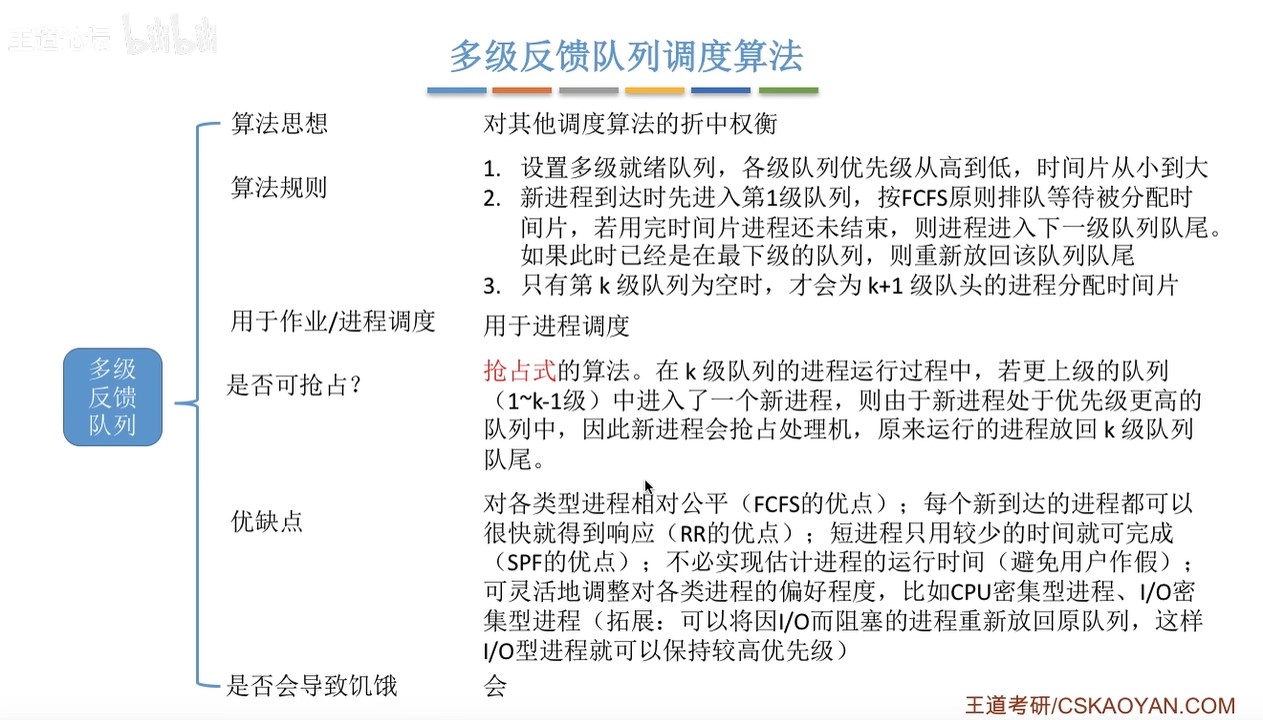 王道论坛 bilibili
多级反馈队列调度算法
算法思想
对其他调度算法的折中权衡
算法规则
1. 设置多级就绪队列，各级队列优先级从高到低，时间片从小到大
2. 新进程到达时先进入第1级队列，按FCFS原则排队等待被分配时
间片，若用完时间片进程还未结束，则进程进入下一级队列队尾。
如果此时已经是在最下级的队列，则重新放回该队列队尾
3. 只有第 k 级队列为空时，才会为 k+1 级队头的进程分配时间片
用于作业/进程调度
用于进程调度
多级
反馈
队列
是否可抢占？
抢占式的算法。在 k 级队列的进程运行过程中，若更上级的队列
（1~k-1级）中进入了一个新进程，则由于新进程处于优先级更高的
队列中，因此新进程会抢占处理机，原来运行的进程放回 k 级队列
队尾。
优缺点
对各类型进程相对公平（FCFS的优点）；每个新到达的进程都可以
很快就得到响应（RR的优点）；短进程只用较少的时间就可完成
（SPF的优点）；不必实现估计进程的运行时间（避免用户作假）；
可灵活地调整对各类进程的偏好程度，比如CPU密集型进程、I/O密
集型进程（拓展：可以将因I/O而阻塞的进程重新放回原队列，这样
I/O型进程就可以保持较高优先级）
是否会导致饥饿
会
王道考研/CSKAOYAN.COM